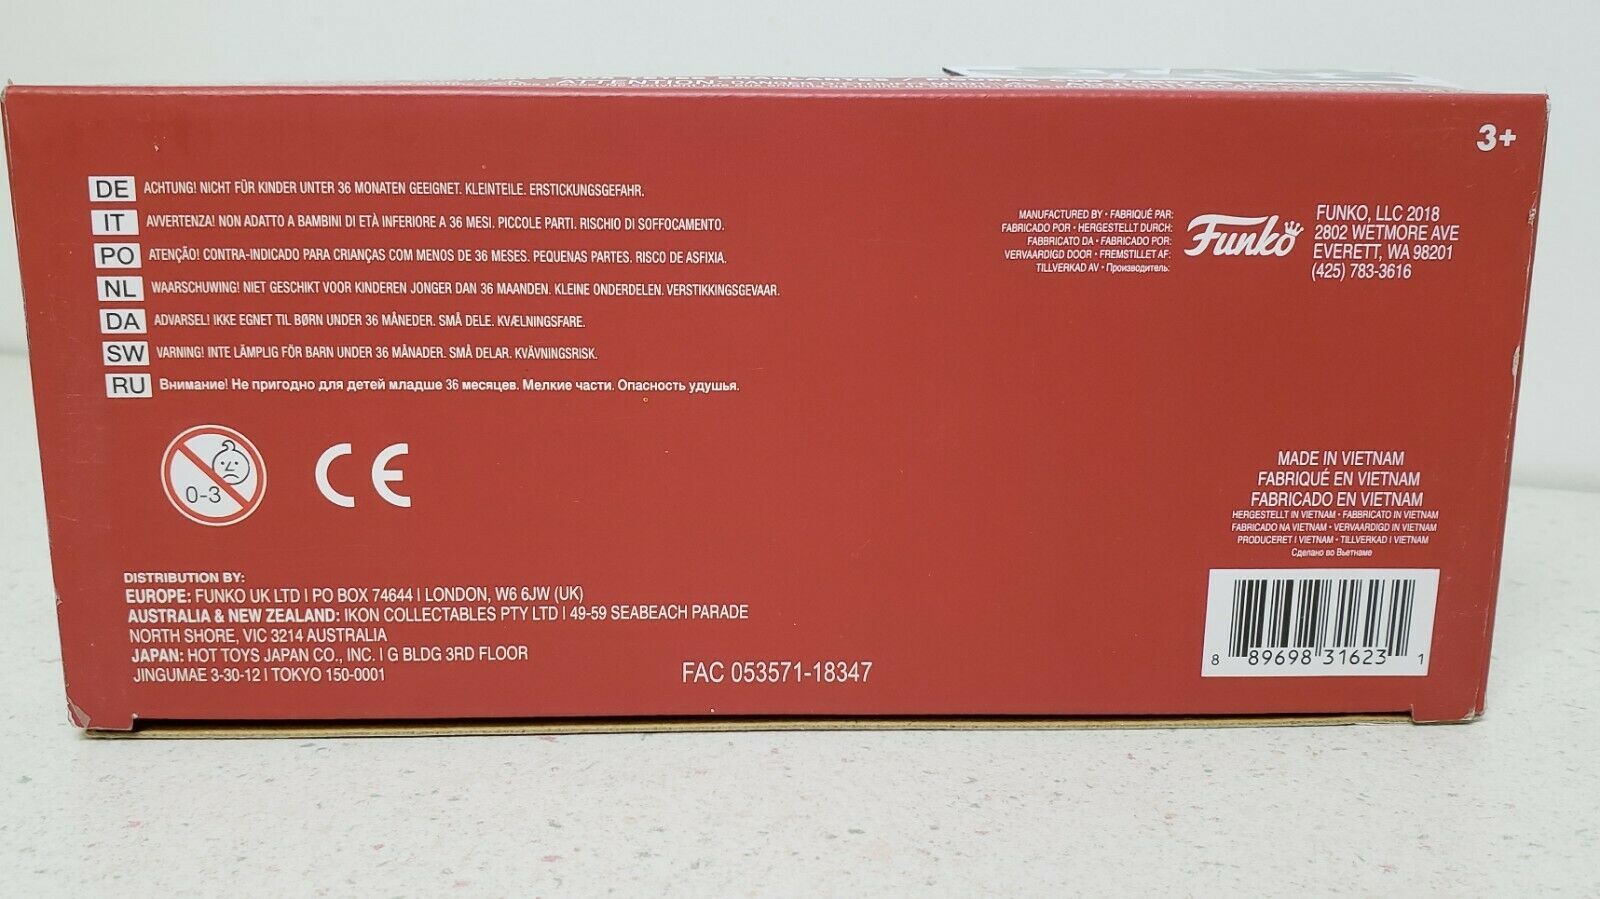 ATTENTION:
3+
DE ACHTUNG! NICHT FÜR KINDER UNTER 36 MONATEN GEEIGNET. KLEINTEILE. ERSTICKUNGSGEFAHR.
IT AVVERTENZA! NON ADATTO A BAMBINI DI ETÀ INFERIORE A 36 MESI. PICCOLE PARTI. RISCHIO DI SOFFOCAMENTO.
PO ATENÇÃO! CONTRA-INDICADO PARA CRIANÇAS COM MENOS DE 36 MESES. PEQUENAS PARTES. RISCO DE ASFIXIA.
NL WAARSCHUWING! NIET GESCHIKT VOOR KINDEREN JONGER DAN 36 MAANDEN. KLEINE ONDERDELEN. VERSTIKKINGSGEVAAR.
DA ADVARSEL! IKKE EGNET TIL BØRN UNDER 36 MÅNEDER. SMÅ DELE. KVÆLNINGSFARE.
SW VARNING! INTE LÄMPLIG FÖR BARN UNDER 36 MÅNADER. SMÅ DELAR. KVÄVNINGSRISK.
RU Внимание! Не пригодно для детей младше 36 месяцев. Мелкие части. Опасность удушья.
MANUFACTURED BY • FABRIQUÉ PAR:
FABRICADO POR • HERGESTELLT DURCH:
FABBRICATO DA • FABRICADO POR:
VERVAARDIGD DOOR • FREMSTILLET AF:
TILLVERKAD AV • Производитель:
Funko
FUNKO, LLC 2018
2802 WETMORE AVE
EVERETT, WA 98201
(425) 783-3616
0-3
CE
MADE IN VIETNAM
FABRIQUÉ EN VIETNAM
FABRICADO EN VIETNAM
HERGESTELLT IN VIETNAM • FABBRICATO IN VIETNAM
FABRICADO NA VIETNAM • VERVAARDIGD IN VIETNAM
PRODUCERET I VIETNAM • TILLVERKAD I VIETNAM
Сделано во Вьетнаме
DISTRIBUTION BY:
EUROPE: FUNKO UK LTD | PO BOX 74644 | LONDON, W6 6JW (UK)
AUSTRALIA & NEW ZEALAND: IKON COLLECTABLES PTY LTD | 49-59 SEABEACH PARADE
NORTH SHORE, VIC 3214 AUSTRALIA
JAPAN: HOT TOYS JAPAN CO., INC. | G BLDG 3RD FLOOR
JINGUMAE 3-30-12 | TOKYO 150-0001
FAC 053571-18347
8 89698 31623 1